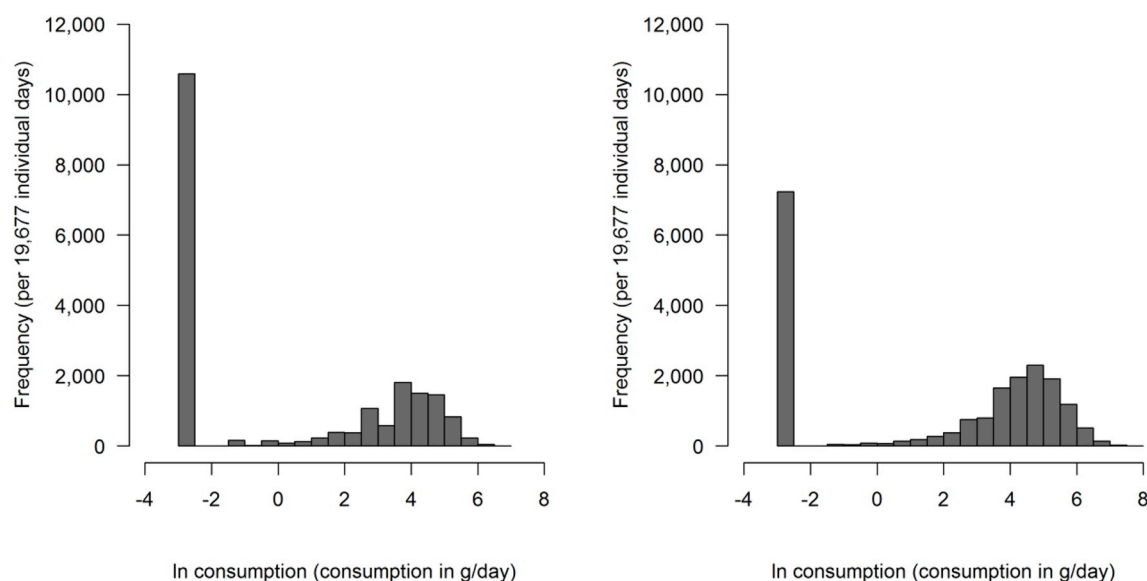 Frequency (per 19,677 individual days)
12,000
10,000
8,000
6,000
4,000
2,000
0
-4 -2 0 2 4 6 8
ln consumption (consumption in g/day)
Frequency (per 19,677 individual days)
12,000
10,000
8,000
6,000
4,000
2,000
0
-4 -2 0 2 4 6 8
ln consumption (consumption in g/day)